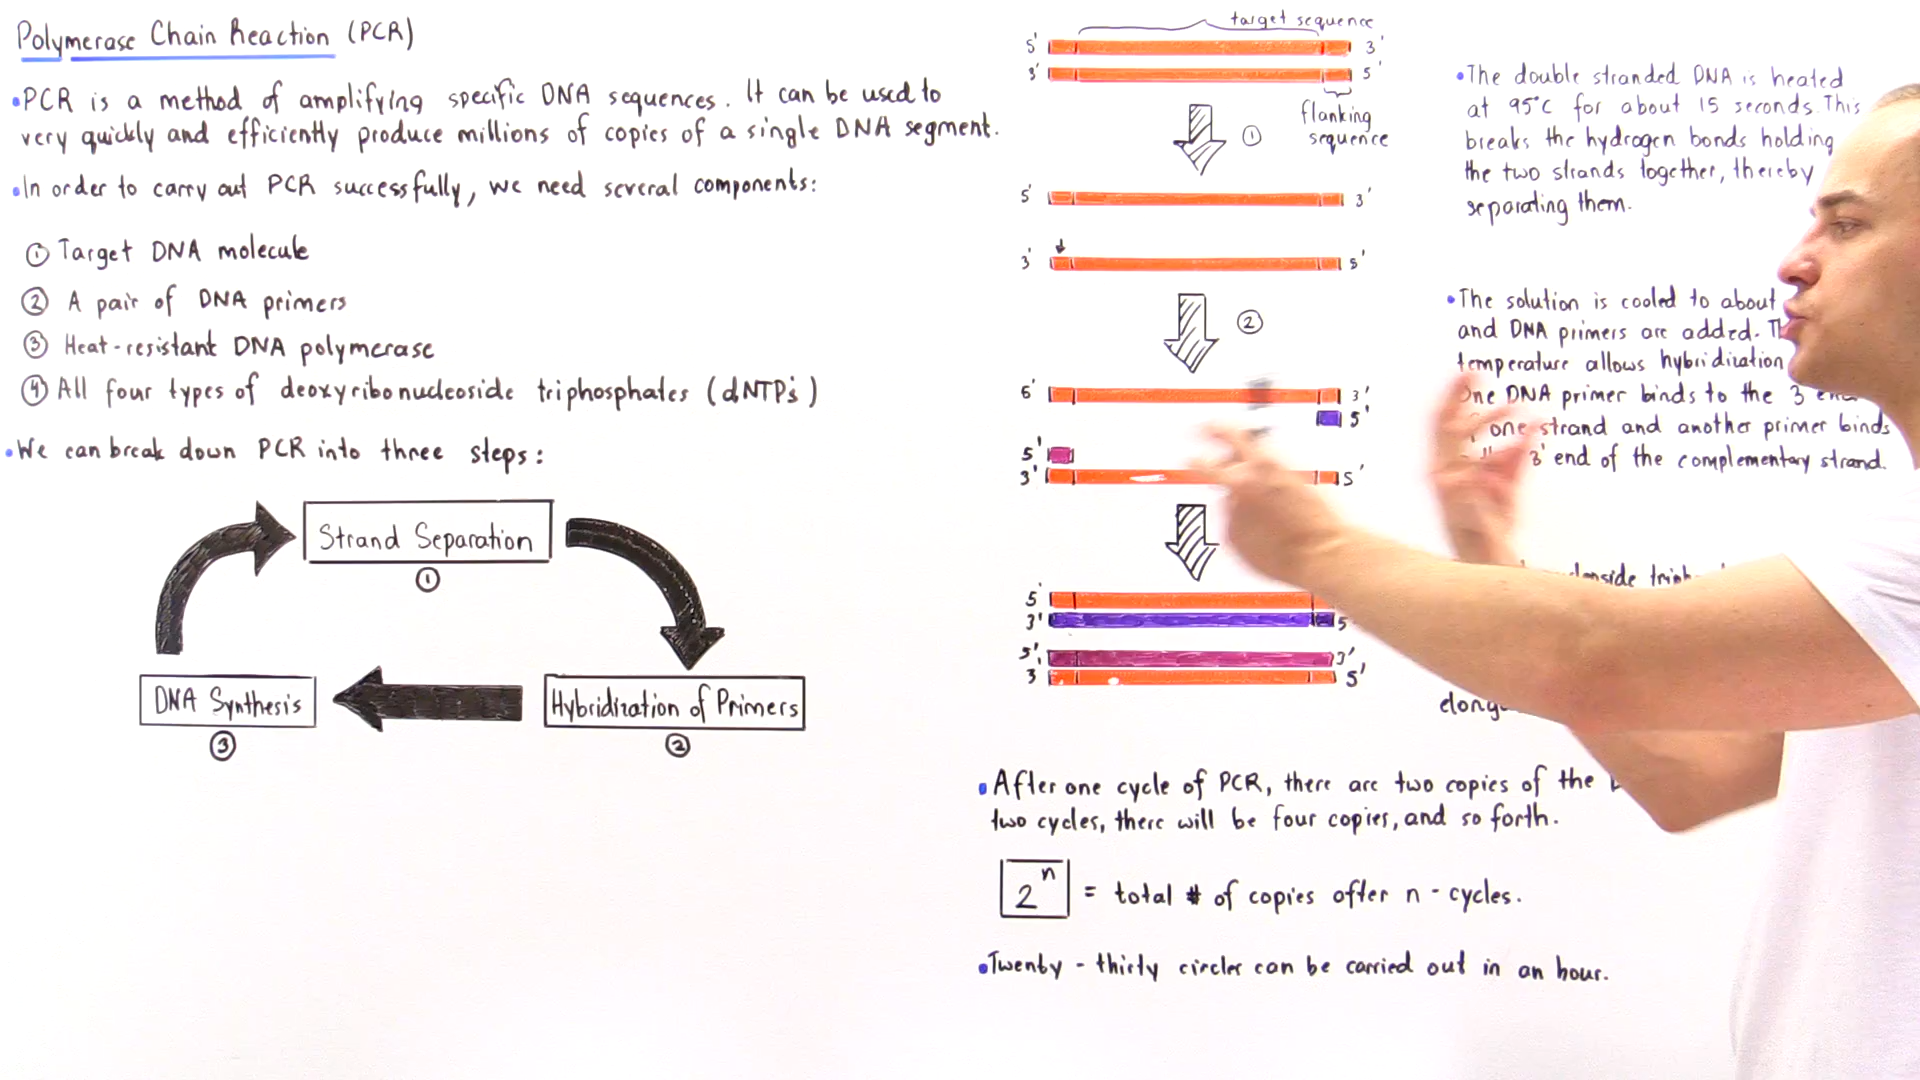 Polymerase Chain Reaction (PCR)
•PCR is a method of amplifying specific DNA sequences. It can be used to
very quickly and efficiently produce millions of copies of a single DNA segment.
•In order to carry out PCR successfully, we need several components:
① Target DNA molecule
② A pair of DNA primers
③ Heat-resistant DNA polymerase
④ All four types of deoxyribonucleoside triphosphates (dNTP's)
•We can break down PCR into three steps:
Strand Separation
①
DNA Synthesis
③
Hybridization of Primers
②
target sequence
5' 3'
3' 5'
flanking
sequence
①
5' 3'
3' 5'
②
5' 3'
5'
5'
3' 5'
5'
3' 5
5' 3'
3 5'
•The double stranded DNA is heated
at 95°C for about 15 seconds. This
breaks the hydrogen bonds holding
the two strands together, thereby
separating them.
•The solution is cooled to about
and DNA primers are added.
temperature allows hybridization
One DNA primer binds to the 3'
one strand and another primer binds
3' end of the complementary strand.
•After one cycle of PCR, there are two copies of the
two cycles, there will be four copies, and so forth.
2^n = total # of copies after n-cycles.
•Twenty-thirty circles can be carried out in an hour.